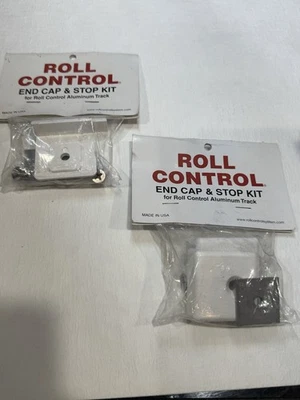 ROLL
CONTROL
END CAP & STOP KIT
for Roll Control Aluminum Track
ROLL
CONTROL
END CAP & STOP KIT
for Roll Control Aluminum Track
MADE IN USA